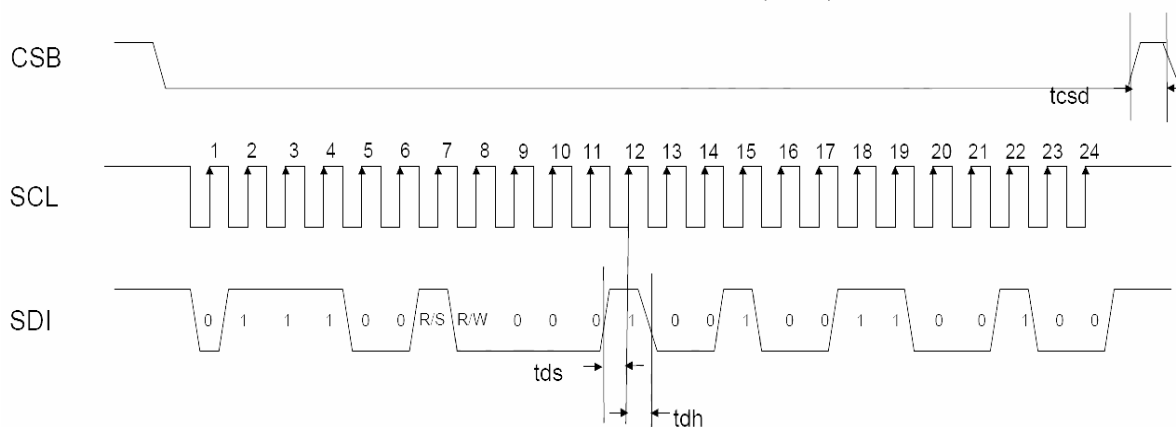 CSB
tcsd
1 2 3 4 5 6 7 8 9 10 11 12 13 14 15 16 17 18 19 20 21 22 23 24
SCL
SDI
0 1 1 1 0 0 R/S R/W 0 0 0 1 0 0 1 0 0 1 1 0 0 1 0 0
tds
tdh